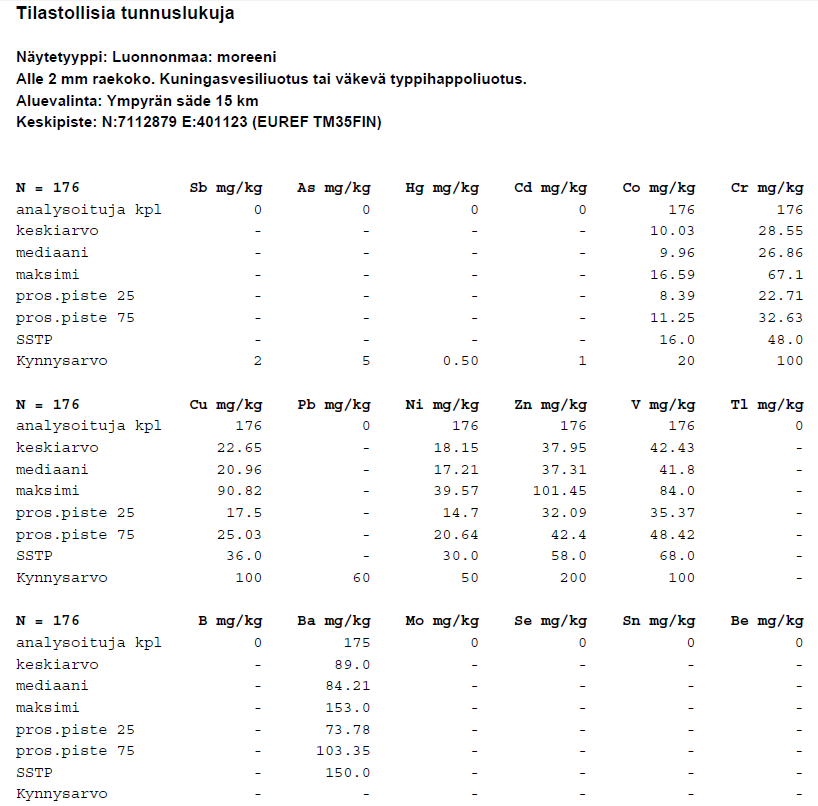 Tilastollisia tunnuslukuja
Näytetyyppi: Luonnonmaa: moreeni
Alle 2 mm raekoko. Kuningasvesiliuotus tai väkevä typpihappoliuotus.
Aluevalinta: Ympyrän säde 15 km
Keskipiste: N:7112879 E:401123 (EUREF TM35FIN)
N = 176 Sb mg/kg As mg/kg Hg mg/kg Cd mg/kg Co mg/kg Cr mg/kg
analysoituja kpl 0 0 0 0 176 176
keskiarvo - - - - 10.03 28.55
mediaani - - - - 9.96 26.86
maksimi - - - - 16.59 67.1
pros.piste 25 - - - - 8.39 22.71
pros.piste 75 - - - - 11.25 32.63
SSTP - - - - 16.0 48.0
Kynnysarvo 2 5 0.50 1 20 100
N = 176 Cu mg/kg Pb mg/kg Ni mg/kg Zn mg/kg V mg/kg Tl mg/kg
analysoituja kpl 176 0 176 176 176 0
keskiarvo 22.65 - 18.15 37.95 42.43 -
mediaani 20.96 - 17.21 37.31 41.8 -
maksimi 90.82 - 39.57 101.45 84.0 -
pros.piste 25 17.5 - 14.7 32.09 35.37 -
pros.piste 75 25.03 - 20.64 42.4 48.42 -
SSTP 36.0 - 30.0 58.0 68.0 -
Kynnysarvo 100 60 50 200 100 -
N = 176 B mg/kg Ba mg/kg Mo mg/kg Se mg/kg Sn mg/kg Be mg/kg
analysoituja kpl 0 175 0 0 0 0
keskiarvo - 89.0 - - - -
mediaani - 84.21 - - - -
maksimi - 153.0 - - - -
pros.piste 25 - 73.78 - - - -
pros.piste 75 - 103.35 - - - -
SSTP - 150.0 - - - -
Kynnysarvo - - - - - -